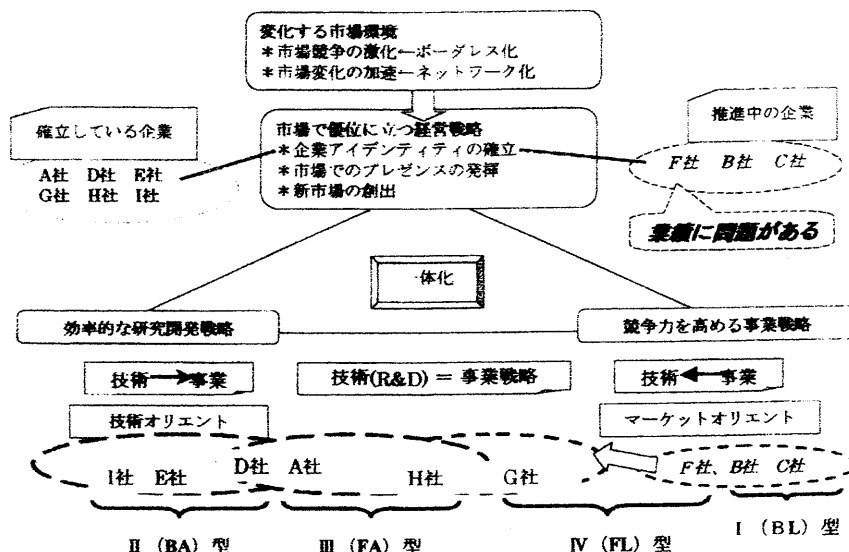 変化する市場環境
＊市場競争の激化←ボーダレス化
＊市場変化の加速←ネットワーク化
確立している企業
A社 D社 E社
G社 H社 I社
市場で優位に立つ経営戦略
＊企業アイデンティティの確立
＊市場でのプレゼンスの発揮
＊新市場の創出
推進中の企業
F社 B社 C社
業績に問題がある
一体化
効率的な研究開発戦略
競争力を高める事業戦略
技術→事業
技術(R&D) = 事業戦略
技術←事業
技術オリエント
マーケットオリエント
I社 E社 D社 A社 H社 G社 F社、B社 C社
Ⅱ (BA) 型 Ⅲ (FA) 型 Ⅳ (FL) 型 Ⅰ (BL) 型